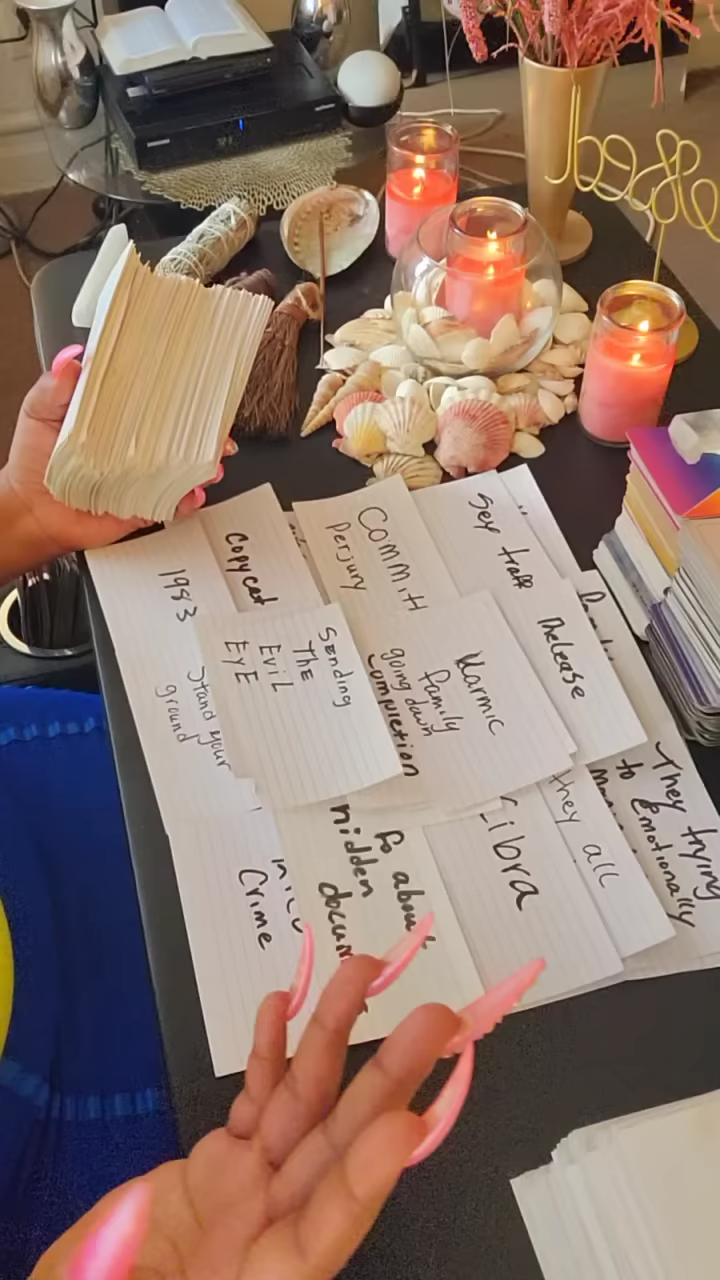 1983
Stand your
ground
Copycat
Commit
Perjury
Sex trade
Release
Sending
The
Evil
EyE
Karmic
family
going down
Completion
They trying
to Emotionally
they all
Libra
hidden
Crime